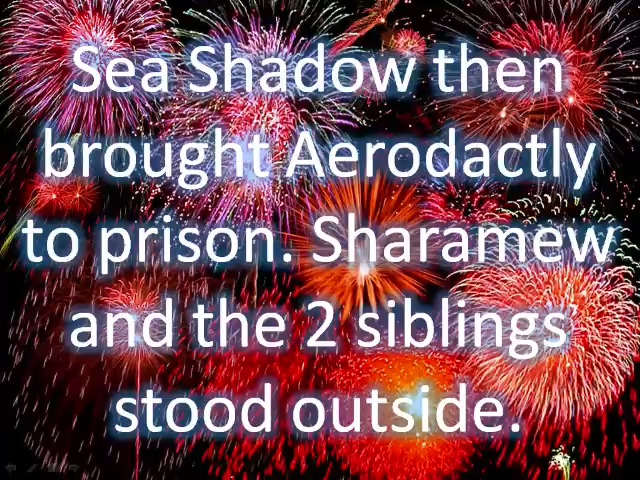 Sea Shadow then
brought Aerodactly
to prison. Sharamew
and the 2 siblings
stood outside.